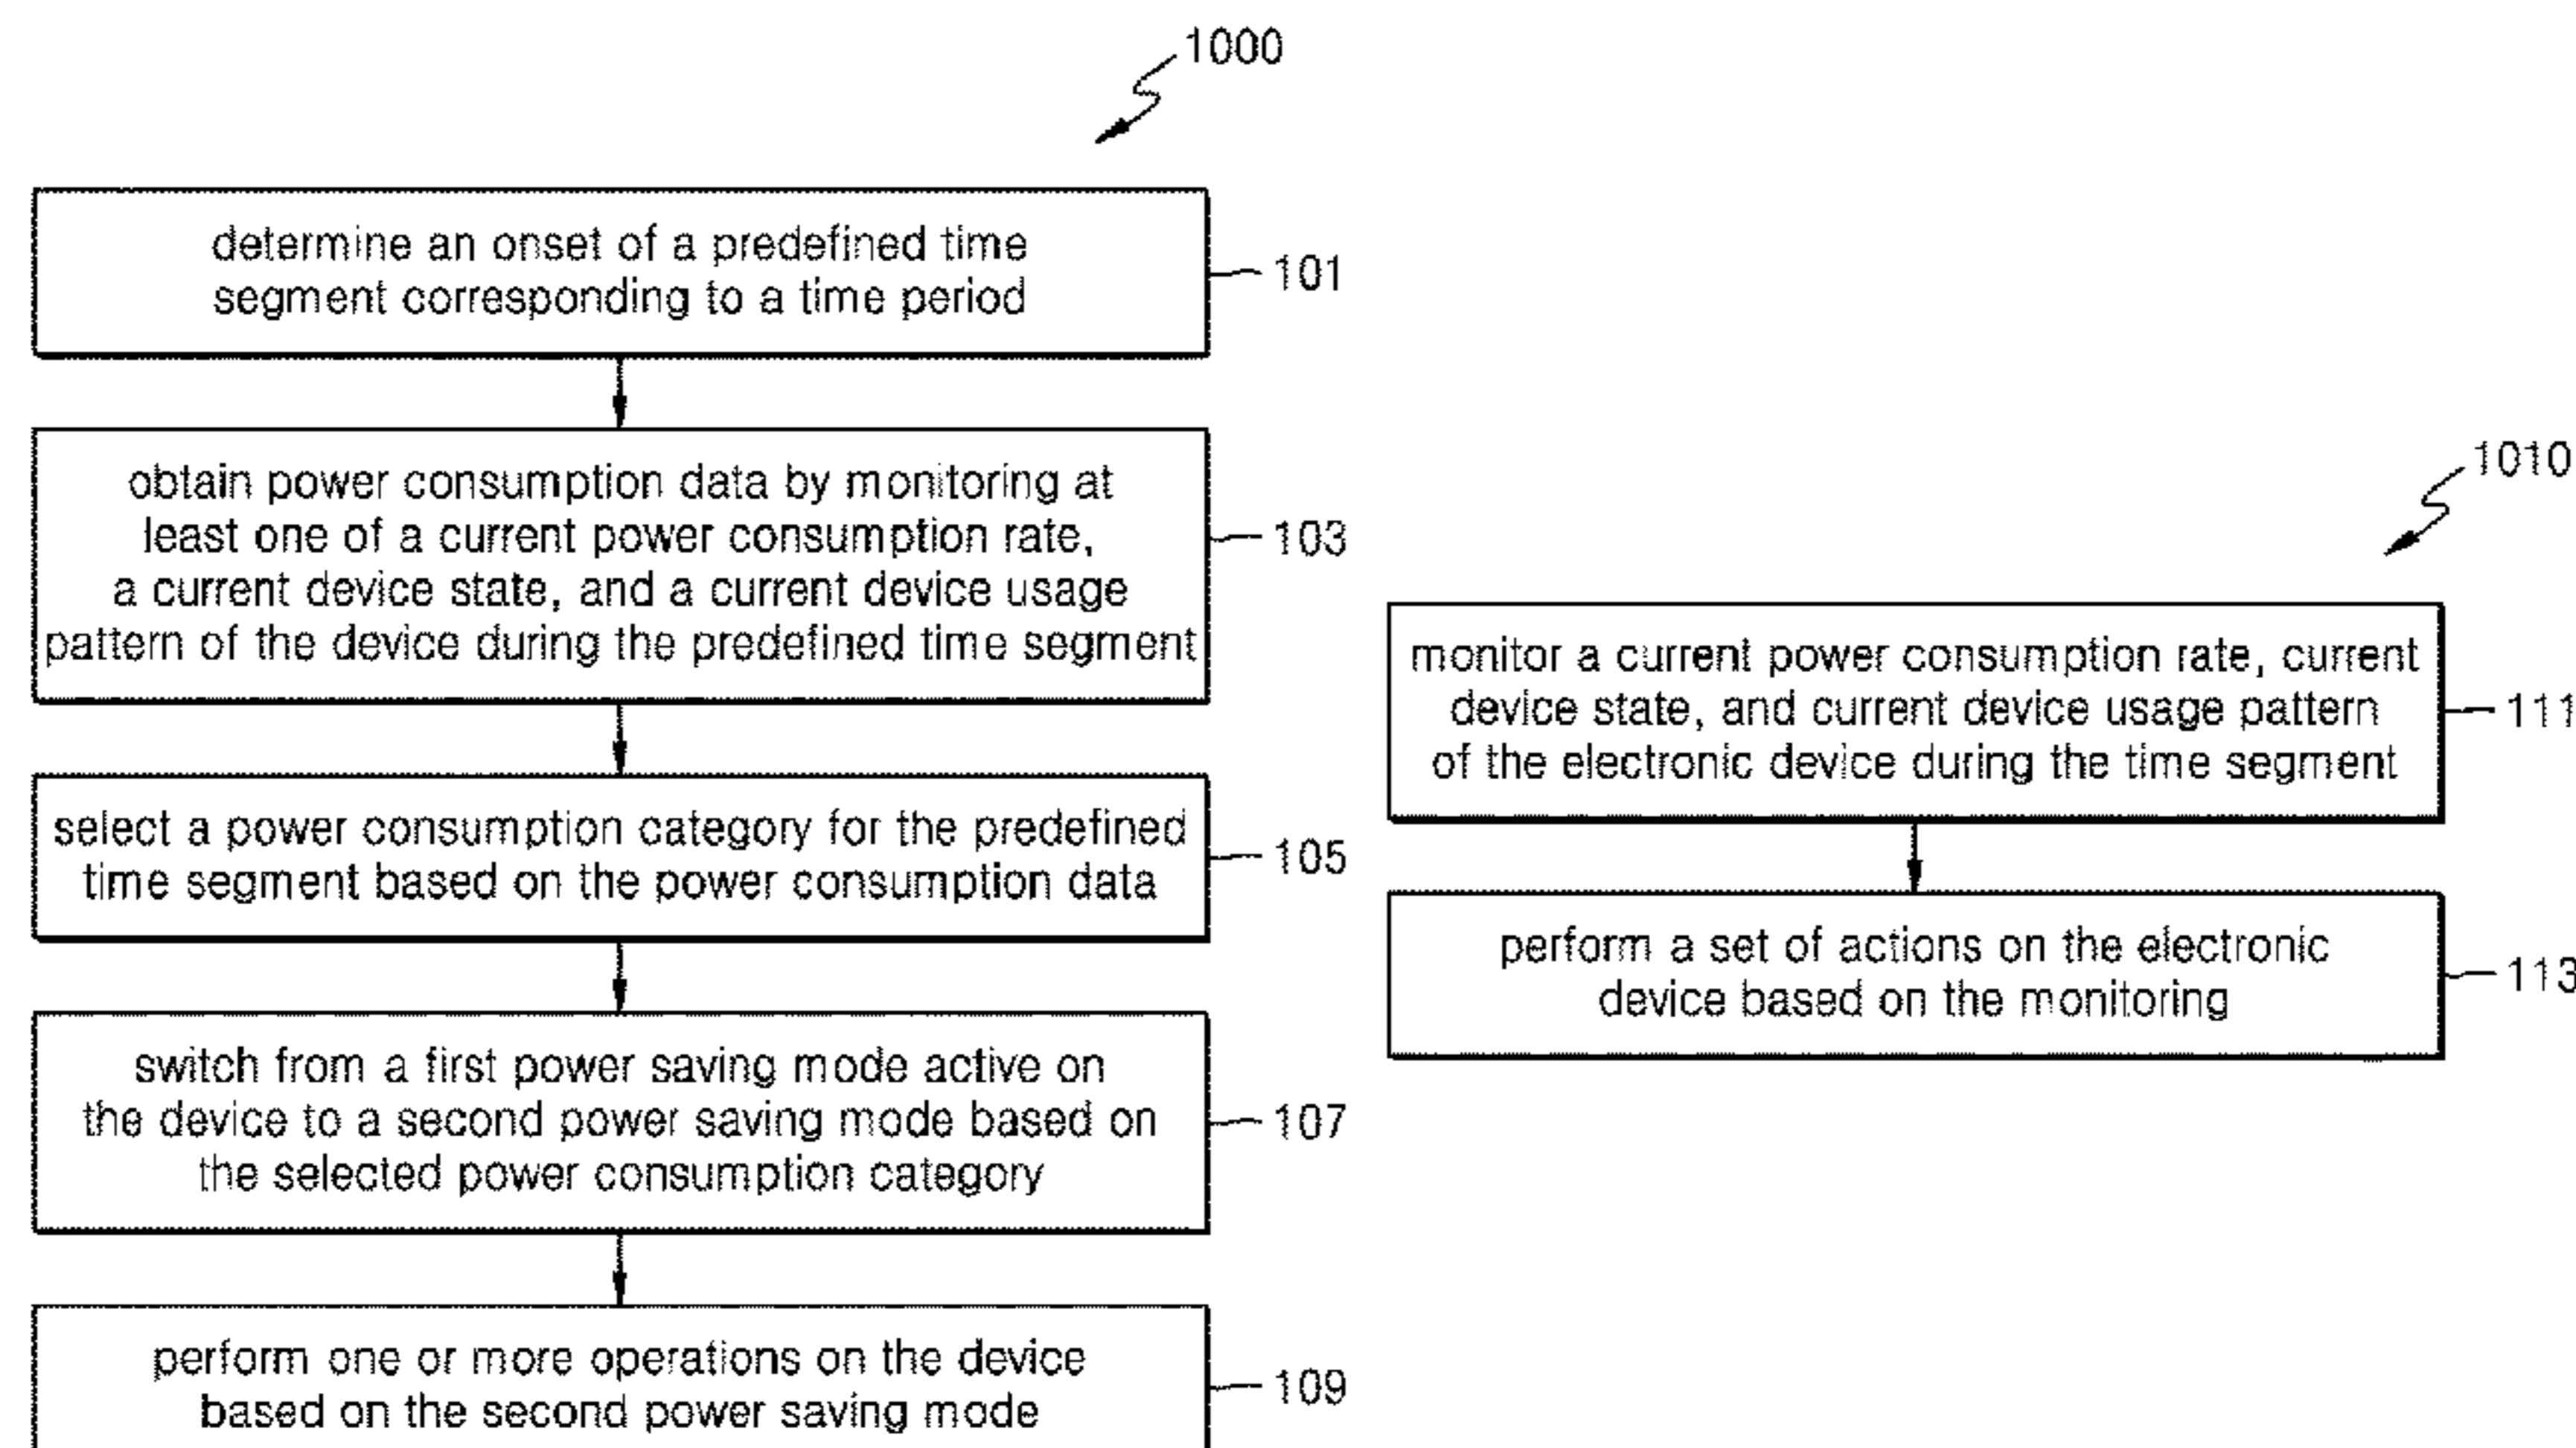 1000
determine an onset of a predefined time
segment corresponding to a time period
101
obtain power consumption data by monitoring at
least one of a current power consumption rate,
a current device state, and a current device usage
pattern of the device during the predefined time segment
103
select a power consumption category for the predefined
time segment based on the power consumption data
105
switch from a first power saving mode active on
the device to a second power saving mode based on
the selected power consumption category
107
perform one or more operations on the device
based on the second power saving mode
109
1010
monitor a current power consumption rate, current
device state, and current device usage pattern
of the electronic device during the time segment
111
perform a set of actions on the electronic
device based on the monitoring
113